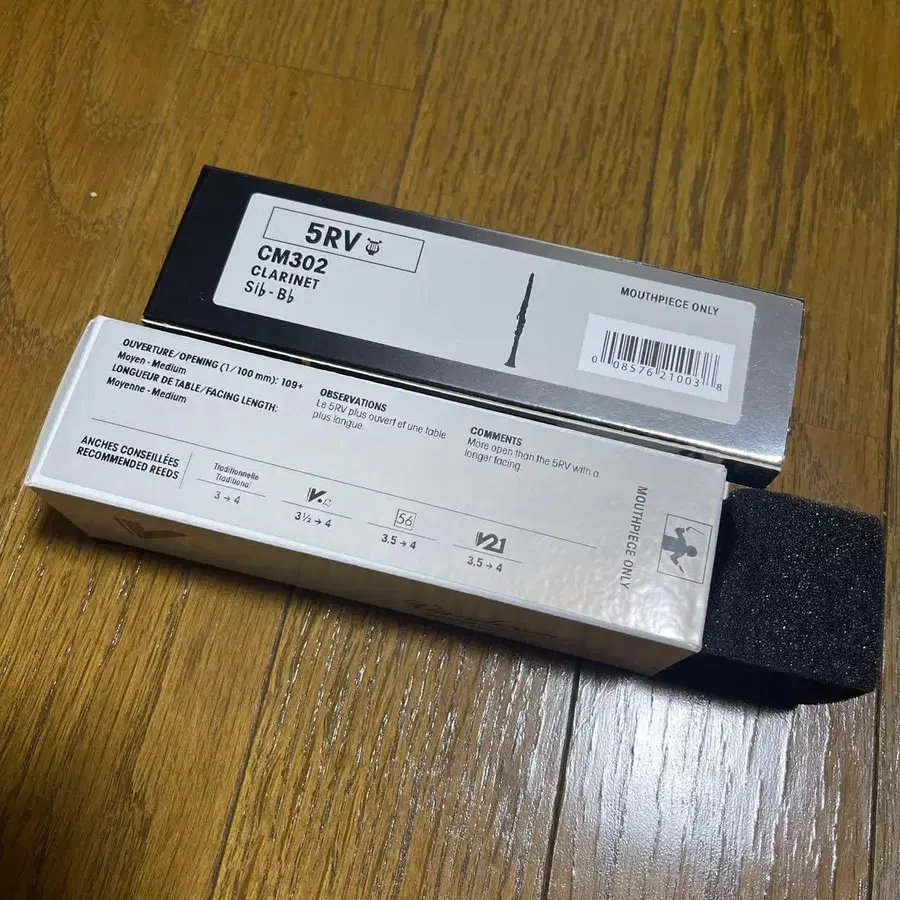 5RV
CM302
CLARINET
Sib - Bb
MOUTHPIECE ONLY
0 08576 21003 8
OUVERTURE/OPENING (1/100 mm): 109+
Moyen - Medium
LONGUEUR DE TABLE/FACING LENGTH:
Moyenne - Medium
OBSERVATIONS
Le 5RV plus ouvert et une table
plus longue.
COMMENTS
More open than the 5RV with a
longer facing
ANCHES CONSEILLÉES
RECOMMENDED REEDS
Traditionnelle
Traditional
3 → 4
V12
3½ → 4
56
3,5 → 4
V21
3,5 → 4
MOUTHPIECE ONLY
Vandoren